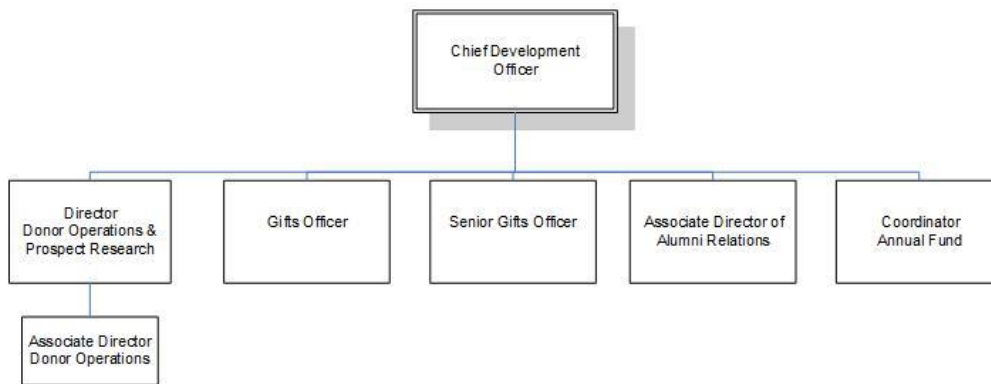 Chief Development
Officer
Director
Donor Operations &
Prospect Research
Gifts Officer
Senior Gifts Officer
Associate Director of
Alumni Relations
Coordinator
Annual Fund
Associate Director
Donor Operations